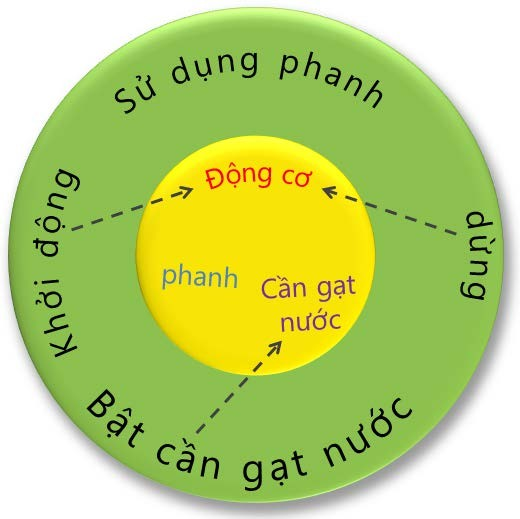 Sử dụng phanh
Động cơ
Khởi động
dừng
phanh
Cần gạt
nước
Bật cần gạt nước